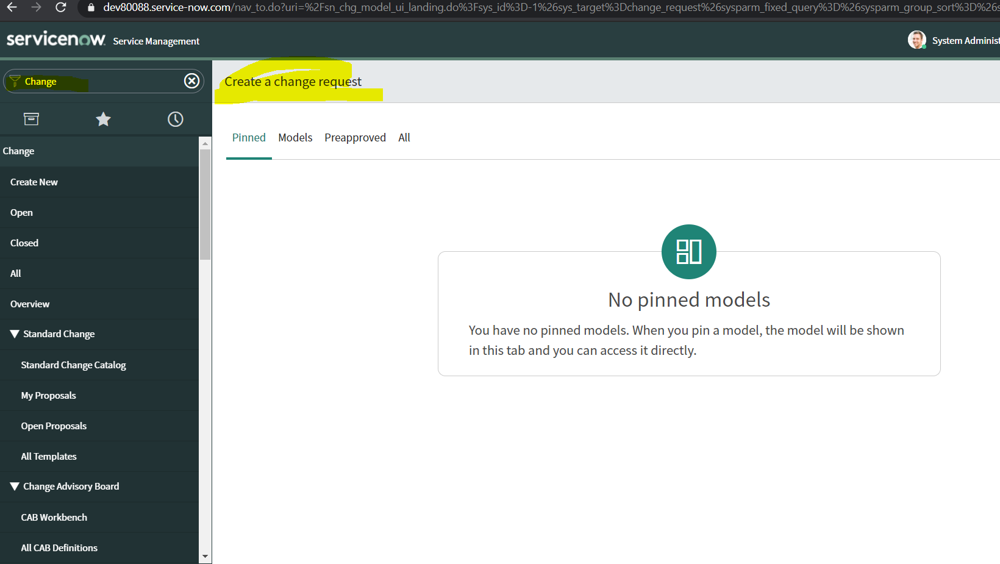 dev80088.service-now.com/nav_to.do?uri=%2Fsn_chg_model_ui_landing.do%3Fsys_id%3D-1%26sys_target%3Dchange_request%26sysparm_fixed_query%3D%26sysparm_group_sort%3D%26s
servicenow Service Management
System Administ
Change
Create a change request
Pinned Models Preapproved All
Change
Create New
Open
Closed
All
Overview
Standard Change
Standard Change Catalog
My Proposals
Open Proposals
All Templates
Change Advisory Board
CAB Workbench
All CAB Definitions
No pinned models
You have no pinned models. When you pin a model, the model will be shown
in this tab and you can access it directly.